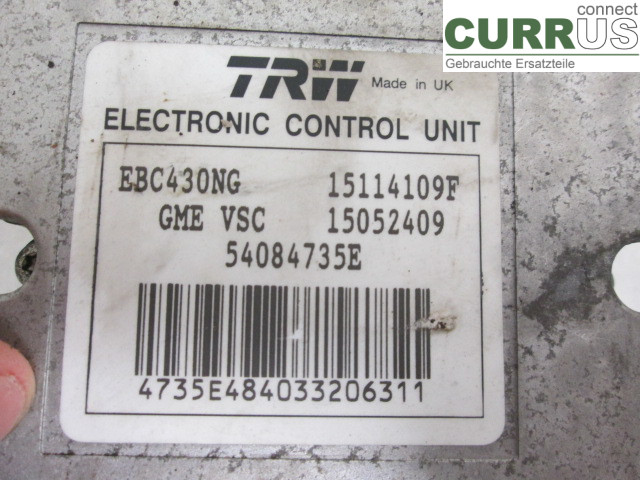 connect
CURRUS
Gebrauchte Ersatzteile
TRW Made in UK
ELECTRONIC CONTROL UNIT
EBC430NG 15114109F
GME VSC 15052409
54084735E
4735E484033206311